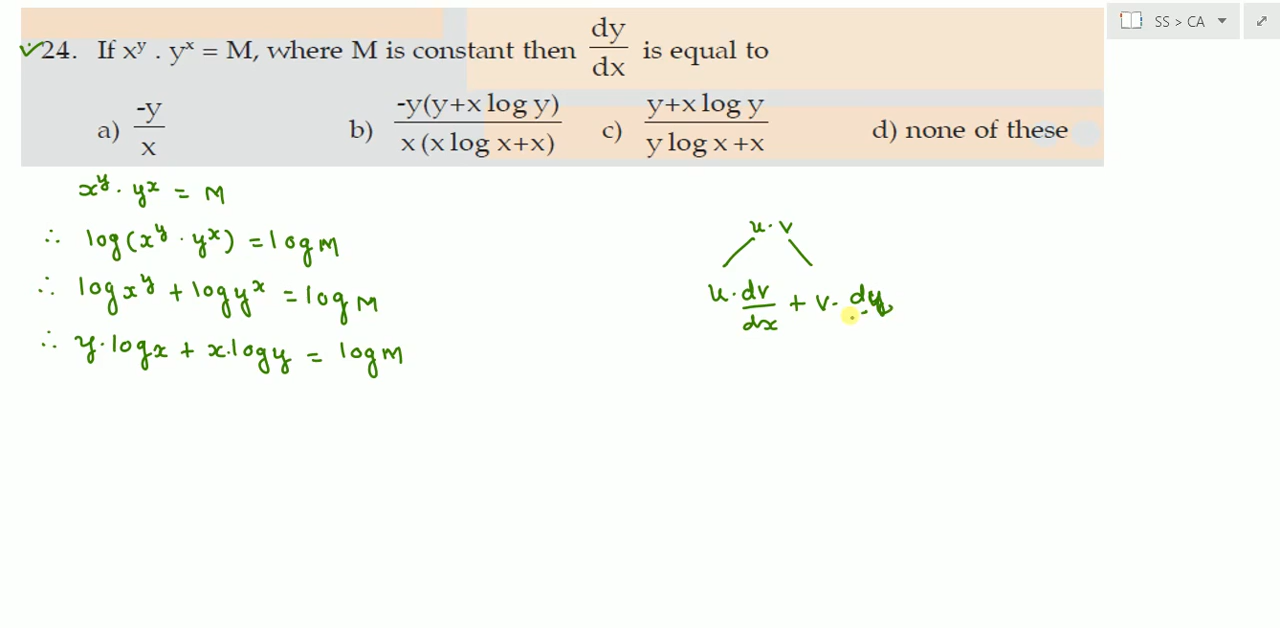 SS > CA
24. If xʸ . yˣ = M, where M is constant then dy/dx is equal to
a) -y/x b) -y(y+x log y)/x (x log x+x) c) y+x log y/y log x +x d) none of these
xʸ · yˣ = M
∴ log(xʸ · yˣ) = log M
∴ log xʸ + log yˣ = log M
∴ y · log x + x · log y = log M
u · v
u · dv/dx + v · du